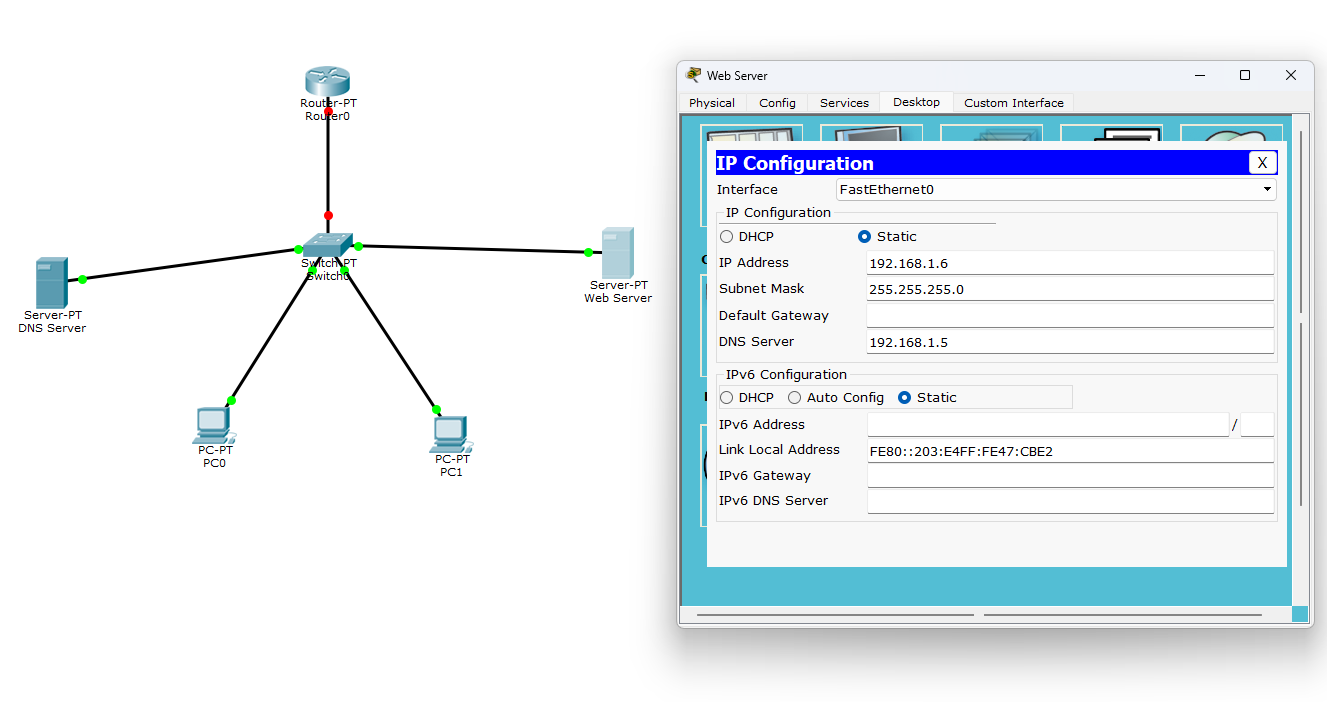 Router-PT
Router0
Switch-PT
Switch0
Server-PT
DNS Server
Server-PT
Web Server
PC-PT
PC0
PC-PT
PC1
Web Server
Physical Config Services Desktop Custom Interface
IP Configuration X
Interface FastEthernet0
IP Configuration
DHCP Static
IP Address 192.168.1.6
Subnet Mask 255.255.255.0
Default Gateway
DNS Server 192.168.1.5
IPv6 Configuration
DHCP Auto Config Static
IPv6 Address /
Link Local Address FE80::203:E4FF:FE47:CBE2
IPv6 Gateway
IPv6 DNS Server